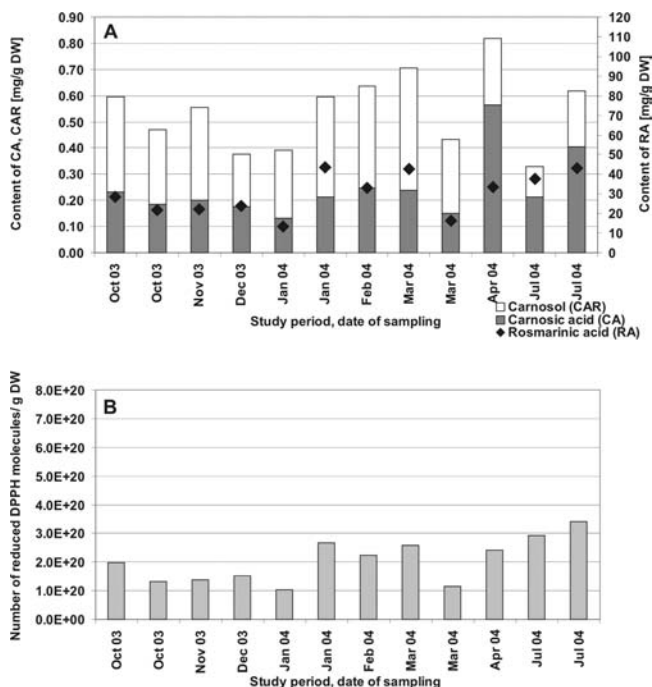 A
Content of CA, CAR [mg/g DW]
0.90
0.80
0.70
0.60
0.50
0.40
0.30
0.20
0.10
0.00
120
110
100
90
80
70
60
50
40
30
20
10
0
Content of RA [mg/g DW]
Oct 03
Oct 03
Nov 03
Dec 03
Jan 04
Jan 04
Feb 04
Mar 04
Mar 04
Apr 04
Jul 04
Jul 04
Study period, date of sampling
Carnosol (CAR)
Carnosic acid (CA)
Rosmarinic acid (RA)
B
Number of reduced DPPH molecules/ g DW
8.0E+20
7.0E+20
6.0E+20
5.0E+20
4.0E+20
3.0E+20
2.0E+20
1.0E+20
0.0E+00
Oct 03
Oct 03
Nov 03
Dec 03
Jan 04
Jan 04
Feb 04
Mar 04
Mar 04
Apr 04
Jul 04
Jul 04
Study period, date of sampling